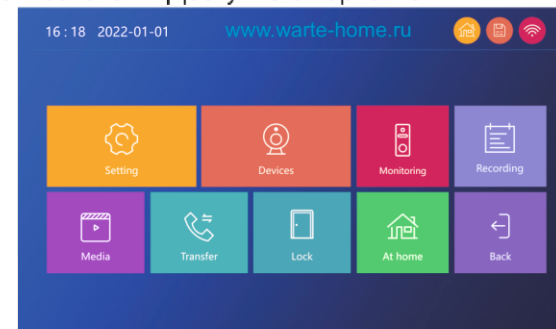 16 : 18 2022-01-01 www.warte-home.ru
Setting Devices Monitoring Recording
Media Transfer Lock At home Back